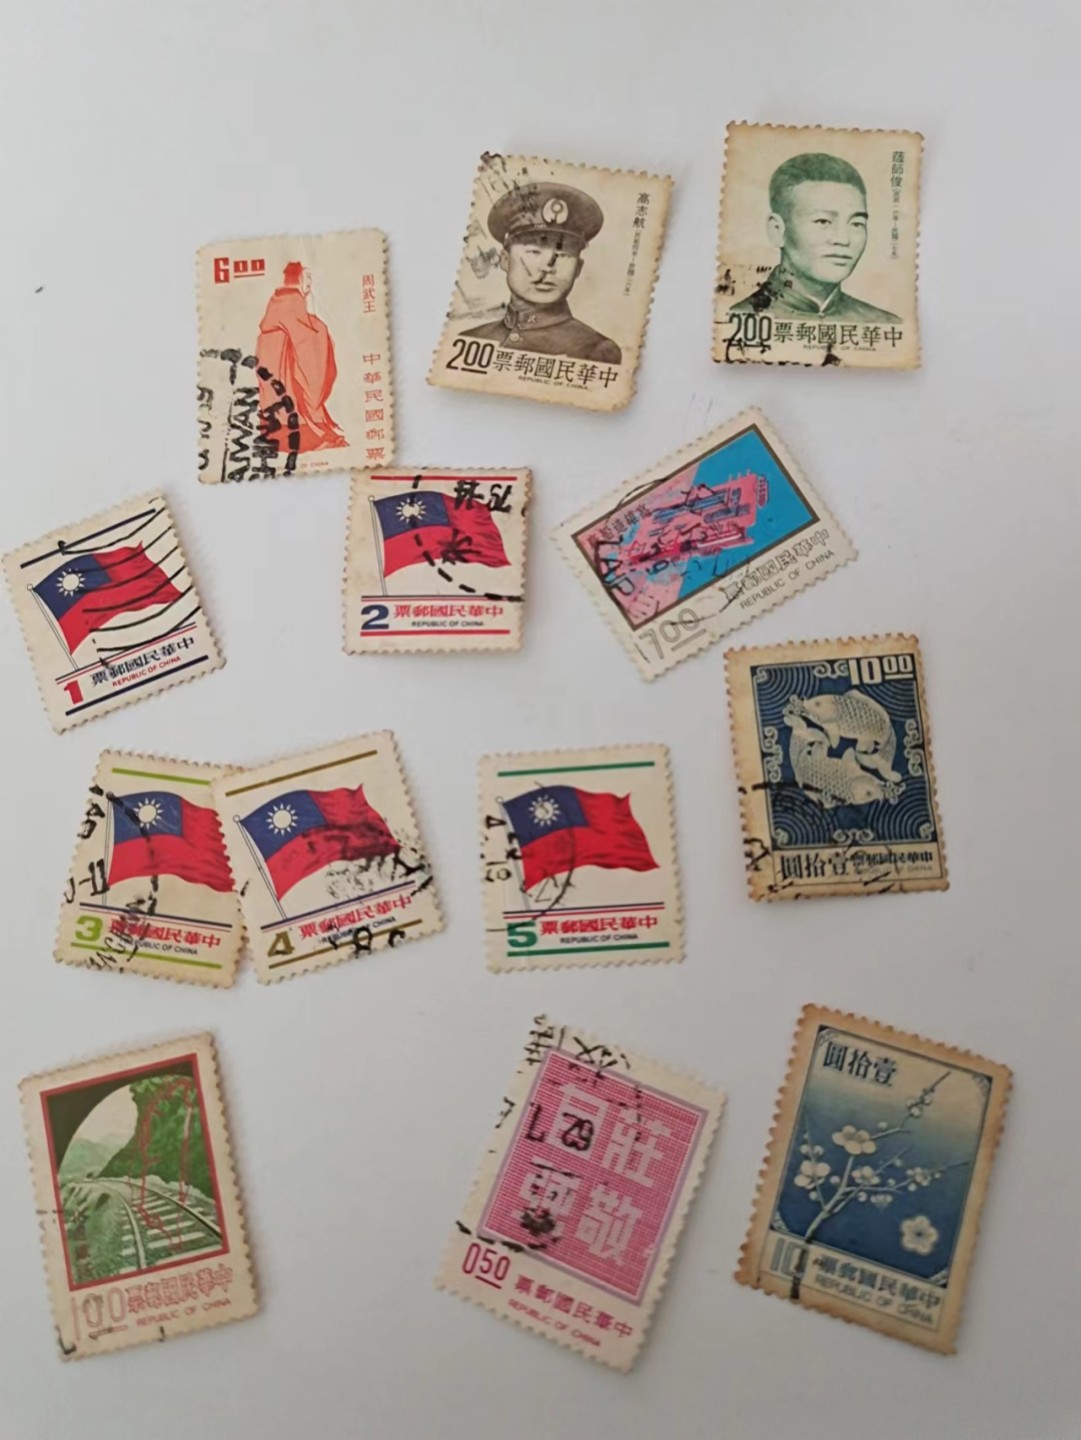 6.00
周武王
中華民國郵票
AIWAN
OF CHINA
高志航
2.00 票郵國民華中
REPUBLIC OF CHINA
薩師俊
2.00 票郵國民華中
REPUBLIC OF CHINA
1 票郵國民華中
REPUBLIC OF CHINA
2 票郵國民華中
REPUBLIC OF CHINA
7.00 票郵國民華中
REPUBLIC OF CHINA
10.00
圓拾壹 票郵國民華中
3 票郵國民華中
REPUBLIC OF CHINA
4 票郵國民華中
REPUBLIC OF CHINA
5 票郵國民華中
REPUBLIC OF CHINA
1.00 票郵國民華中
REPUBLIC OF CHINA
自莊
強敬
0.50 票郵國民華中
REPUBLIC OF CHINA
圓拾壹
10 票郵國民華中
REPUBLIC OF CHINA